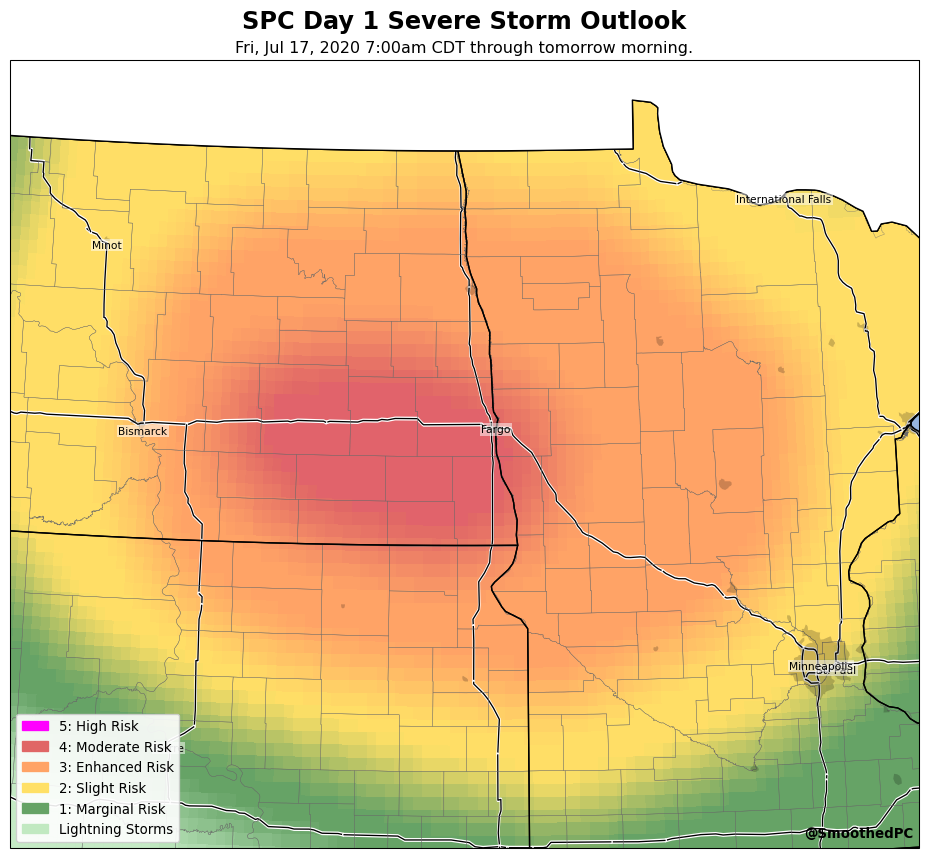 SPC Day 1 Severe Storm Outlook
Fri, Jul 17, 2020 7:00am CDT through tomorrow morning.
International Falls
Minot
Fargo
Bismarck
Minneapolis
Paul
5: High Risk
4: Moderate Risk
3: Enhanced Risk
2: Slight Risk
1: Marginal Risk
Lightning Storms
@SmoothedPC